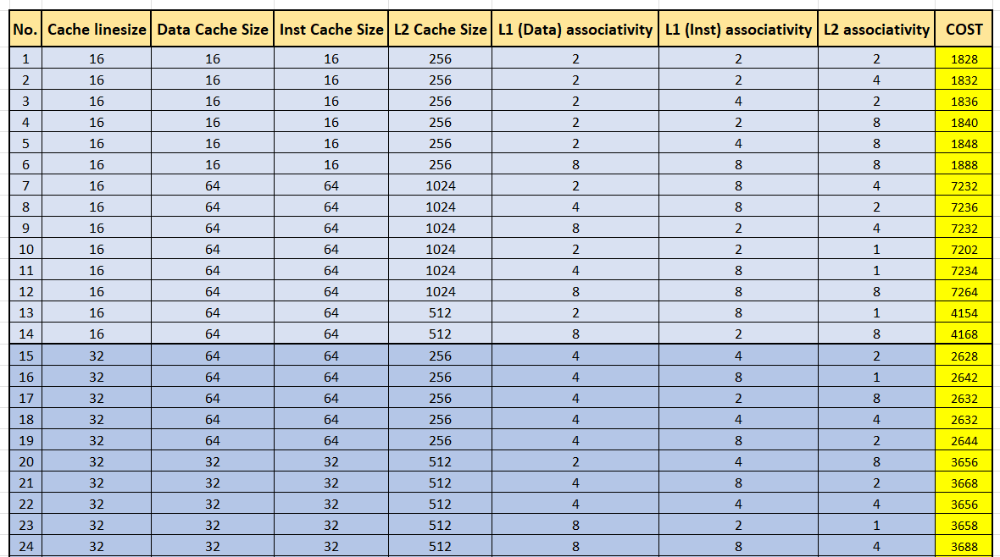 No. Cache linesize Data Cache Size Inst Cache Size L2 Cache Size L1 (Data) associativity L1 (Inst) associativity L2 associativity COST
1 16 16 16 256 2 2 2 1828
2 16 16 16 256 2 2 4 1832
3 16 16 16 256 2 4 2 1836
4 16 16 16 256 2 2 8 1840
5 16 16 16 256 2 4 8 1848
6 16 16 16 256 8 8 8 1888
7 16 64 64 1024 2 8 4 7232
8 16 64 64 1024 4 8 2 7236
9 16 64 64 1024 8 2 4 7232
10 16 64 64 1024 2 2 1 7202
11 16 64 64 1024 4 8 1 7234
12 16 64 64 1024 8 8 8 7264
13 16 64 64 512 2 8 1 4154
14 16 64 64 512 8 2 8 4168
15 32 64 64 256 4 4 2 2628
16 32 64 64 256 4 8 1 2642
17 32 64 64 256 4 2 8 2632
18 32 64 64 256 4 4 4 2632
19 32 64 64 256 4 8 2 2644
20 32 32 32 512 2 4 8 3656
21 32 32 32 512 4 8 2 3668
22 32 32 32 512 4 4 4 3656
23 32 32 32 512 8 2 1 3658
24 32 32 32 512 8 8 4 3688